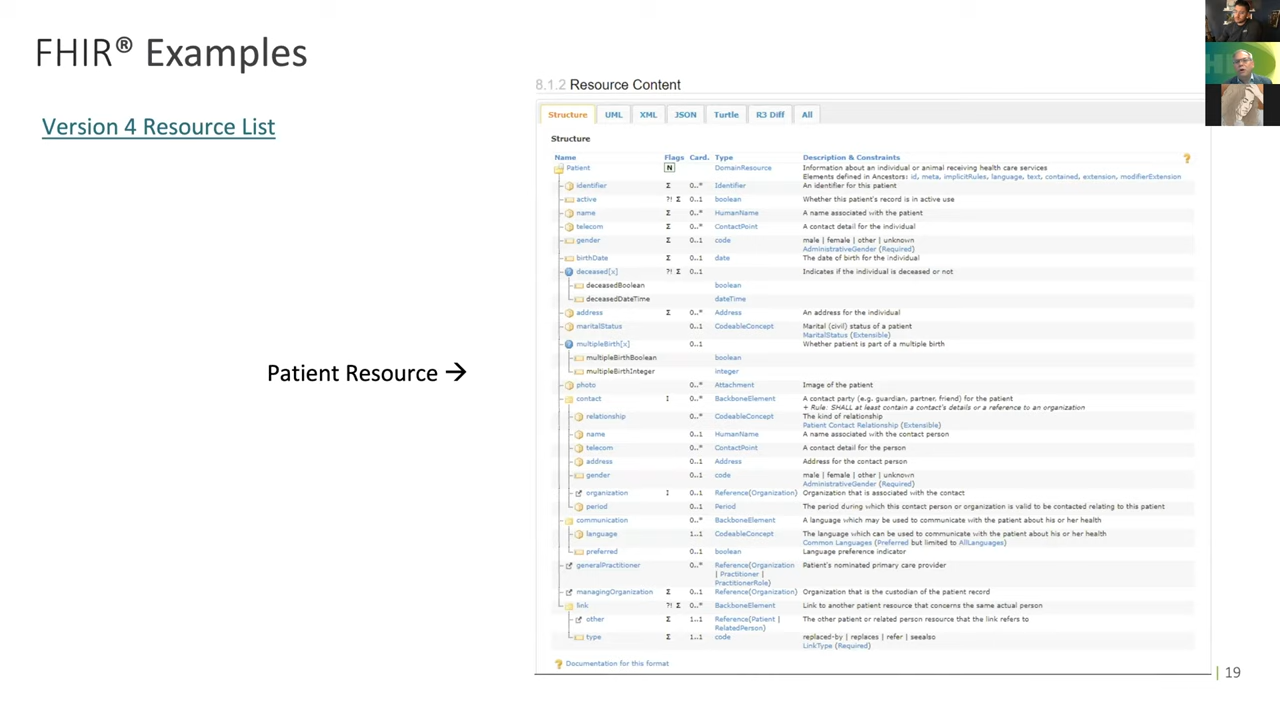 FHIR® Examples
Version 4 Resource List
Patient Resource →
8.1.2 Resource Content
Structure UML XML JSON Turtle R3 Diff All
Structure
Name Flags Card. Type Description & Constraints ?
Patient N DomainResource Information about an individual or animal receiving health care services
Elements defined in Ancestors: id, meta, implicitRules, language, text, contained, extension, modifierExtension
identifier Σ 0..* Identifier An identifier for this patient
active ?! Σ 0..1 boolean Whether this patient's record is in active use
name Σ 0..* HumanName A name associated with the patient
telecom Σ 0..* ContactPoint A contact detail for the individual
gender Σ 0..1 code male | female | other | unknown
AdministrativeGender (Required)
birthDate Σ 0..1 date The date of birth for the individual
deceased[x] ?! Σ 0..1 Indicates if the individual is deceased or not
deceasedBoolean boolean
deceasedDateTime dateTime
address Σ 0..* Address An address for the individual
maritalStatus 0..1 CodeableConcept Marital (civil) status of a patient
MaritalStatus (Extensible)
multipleBirth[x] 0..1 Whether patient is part of a multiple birth
multipleBirthBoolean boolean
multipleBirthInteger integer
photo 0..* Attachment Image of the patient
contact I 0..* BackboneElement A contact party (e.g. guardian, partner, friend) for the patient
+ Rule: SHALL at least contain a contact's details or a reference to an organization
relationship 0..* CodeableConcept The kind of relationship
Patient Contact Relationship (Extensible)
name 0..1 HumanName A name associated with the contact person
telecom 0..* ContactPoint A contact detail for the person
address 0..1 Address Address for the contact person
gender 0..1 code male | female | other | unknown
AdministrativeGender (Required)
organization I 0..1 Reference(Organization) Organization that is associated with the contact
period 0..1 Period The period during which this contact person or organization is valid to be contacted relating to this patient
communication 0..* BackboneElement A language which may be used to communicate with the patient about his or her health
language 1..1 CodeableConcept The language which can be used to communicate with the patient about his or her health
Common Languages (Preferred but limited to AllLanguages)
preferred 0..1 boolean Language preference indicator
generalPractitioner 0..* Reference(Organization Patient's nominated primary care provider
| Practitioner |
PractitionerRole)
managingOrganization Σ 0..1 Reference(Organization) Organization that is the custodian of the patient record
link ?! Σ 0..* BackboneElement Link to another patient resource that concerns the same actual person
other Σ 1..1 Reference(Patient | The other patient or related person resource that the link refers to
RelatedPerson)
type Σ 1..1 code replaced-by | replaces | refer | seealso
LinkType (Required)
? Documentation for this format
| 19